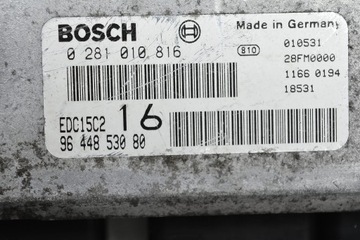 BOSCH
Made in Germany
0 281 010 816
810
010531
28FM0000
1166 0194
18531
EDC15C2
16
96 448 530 80